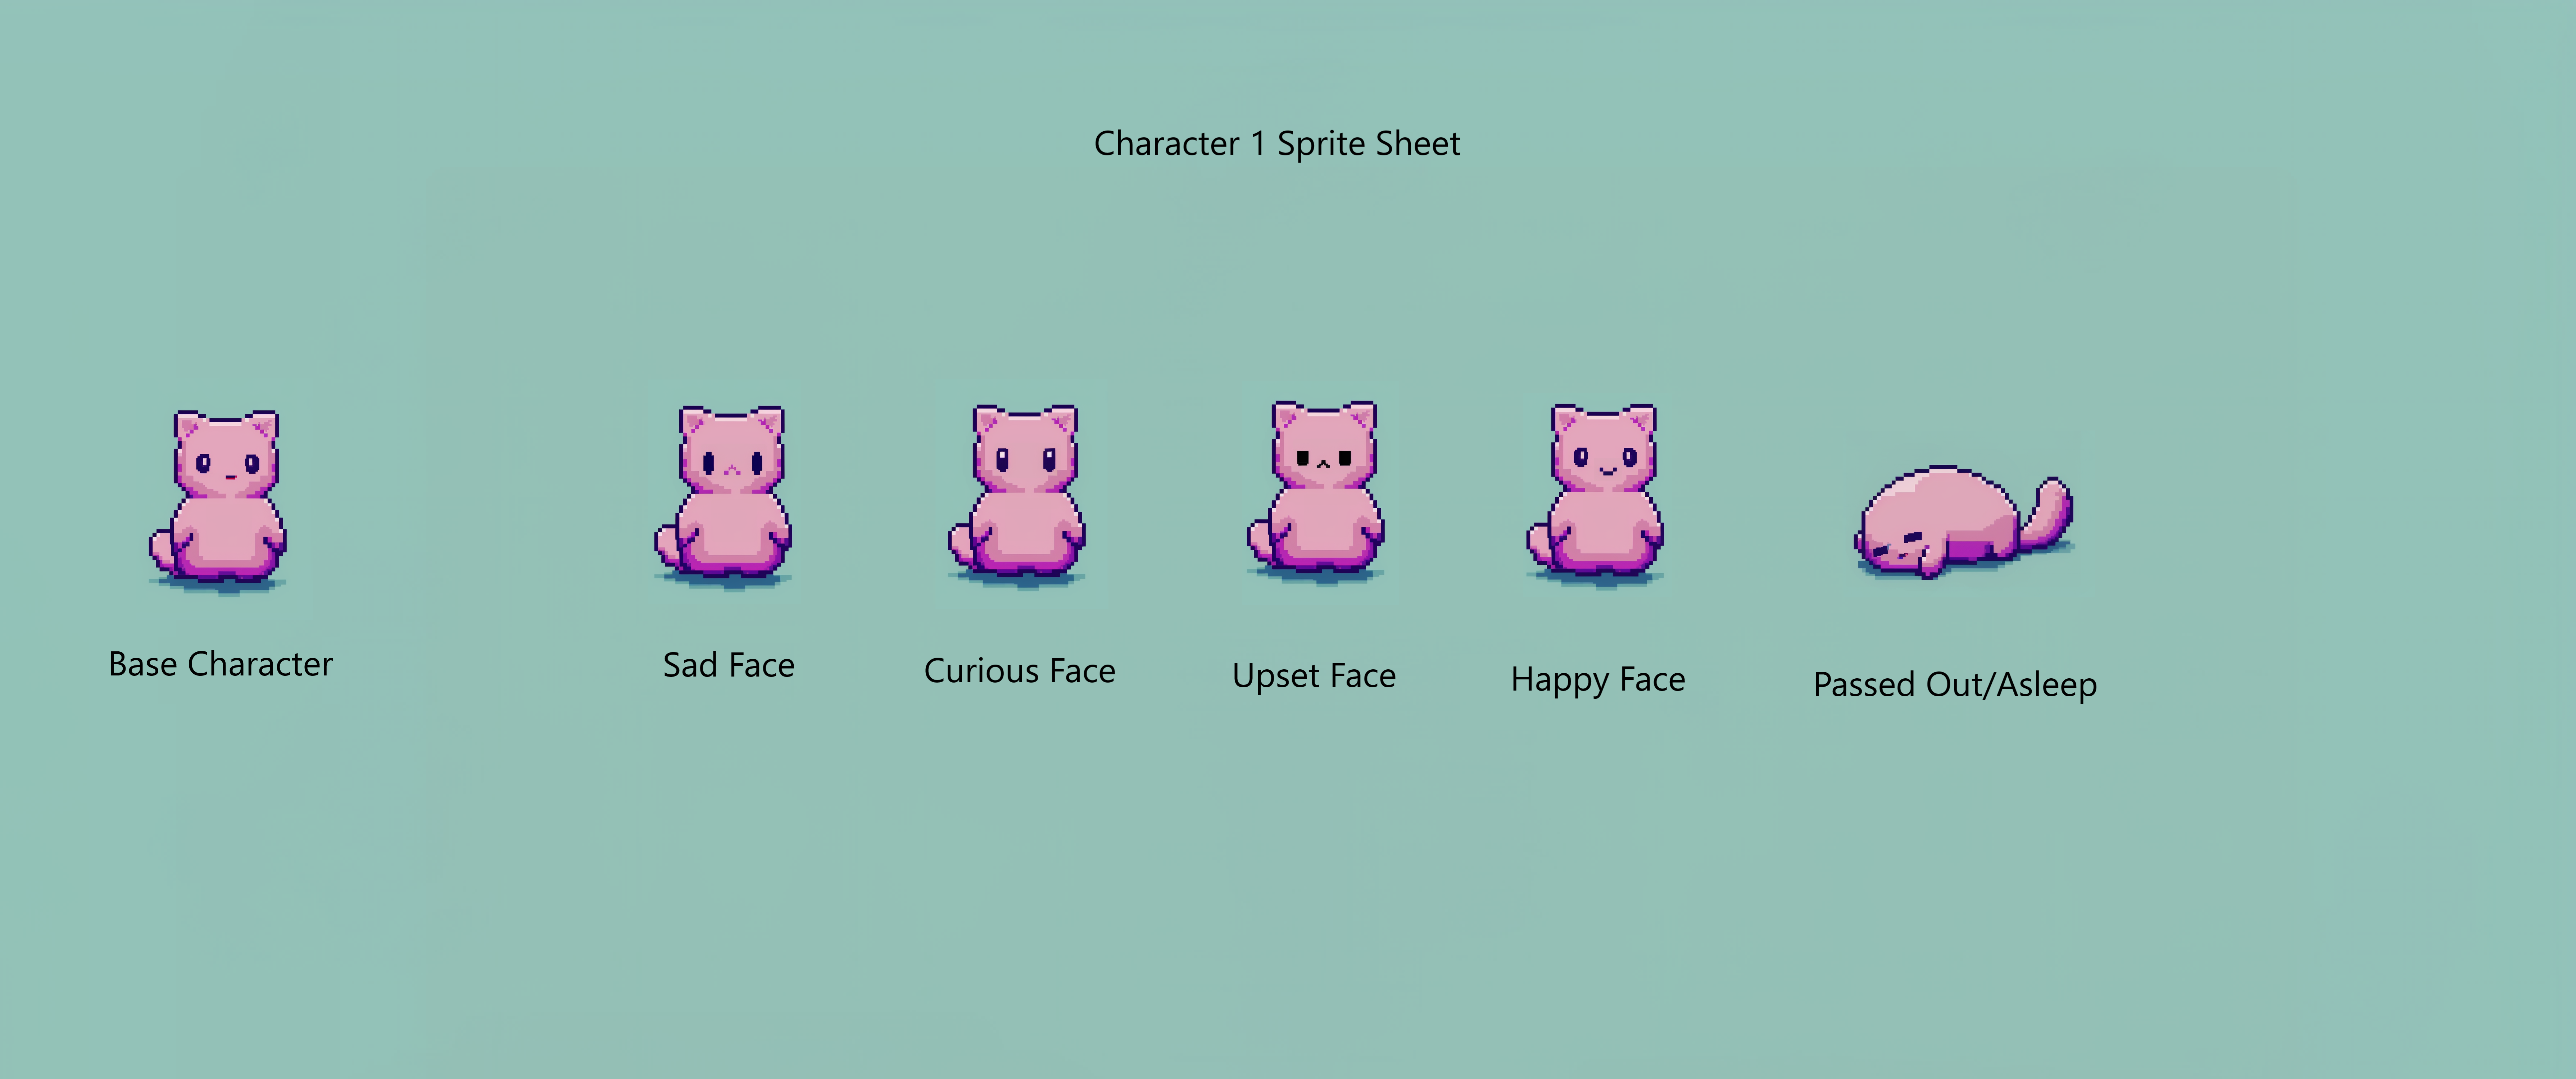 Character 1 Sprite Sheet
Base Character
Sad Face
Curious Face
Upset Face
Happy Face
Passed Out/Asleep